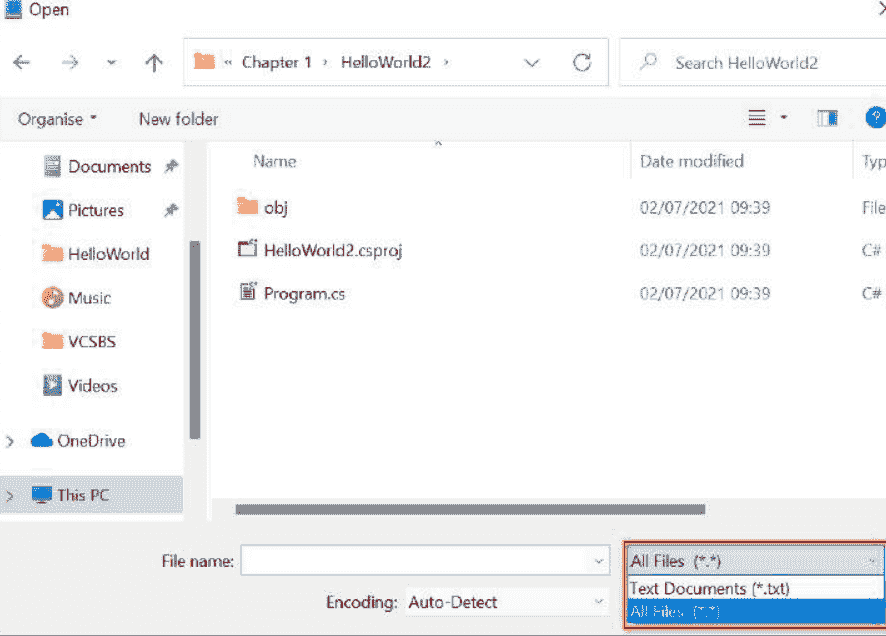 Open
« Chapter 1 › HelloWorld2 ›
Search HelloWorld2
Organise
New folder
?
Name
Date modified
Typ
Documents
Pictures
HelloWorld
Music
VCSBS
Videos
OneDrive
This PC
obj
02/07/2021 09:39
File
HelloWorld2.csproj
02/07/2021 09:39
C#
Program.cs
02/07/2021 09:39
C#
File name:
All Files (*.*)
Text Documents (*.txt)
All Files (*.*)
Encoding: Auto-Detect